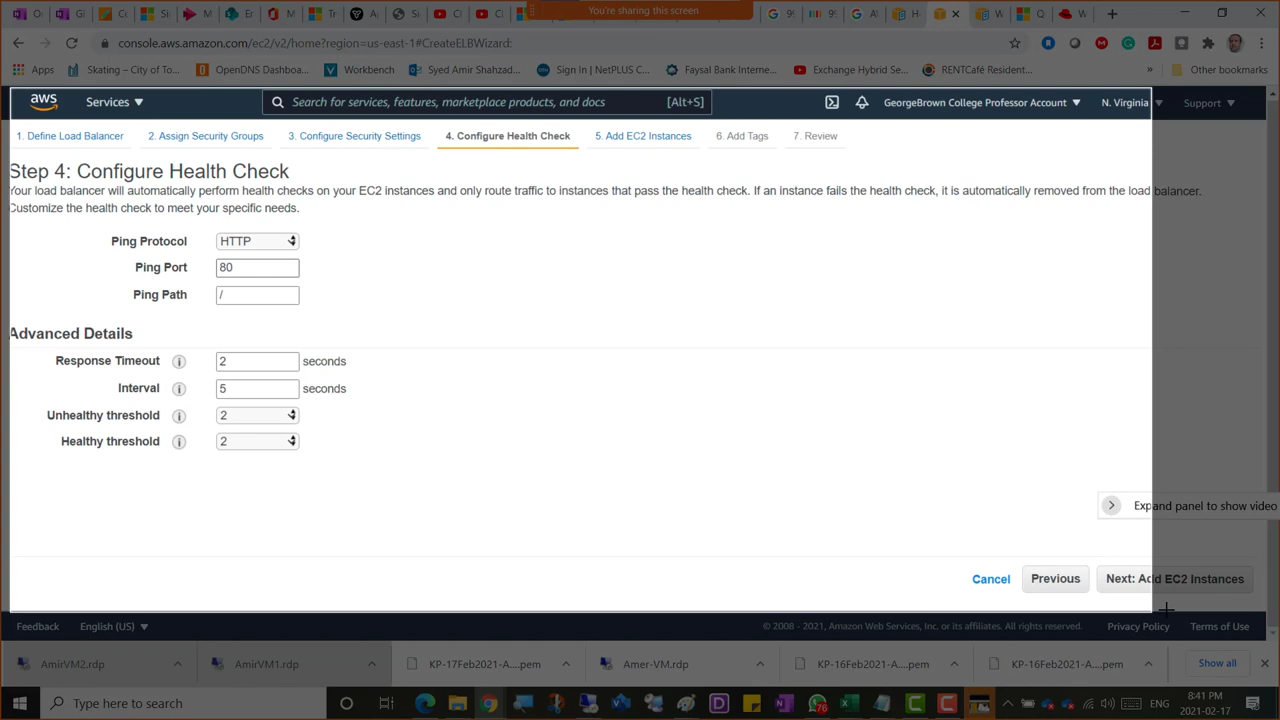 You're sharing this screen
console.aws.amazon.com/ec2/v2/home?region=us-east-1#CreateELBWizard:
Apps
Skating – City of To...
OpenDNS Dashboa...
Workbench
Syed Amir Shahzad...
Sign In | NetPLUS C...
Faysal Bank Interne...
Exchange Hybrid Se...
RENTCafé Resident...
»
Other bookmarks
aws
Services
Search for services, features, marketplace products, and docs
[Alt+S]
GeorgeBrown College Professor Account
N. Virginia
Support
1. Define Load Balancer
2. Assign Security Groups
3. Configure Security Settings
4. Configure Health Check
5. Add EC2 Instances
6. Add Tags
7. Review
Step 4: Configure Health Check
Your load balancer will automatically perform health checks on your EC2 instances and only route traffic to instances that pass the health check. If an instance fails the health check, it is automatically removed from the load balancer.
Customize the health check to meet your specific needs.
Ping Protocol
HTTP
Ping Port
80
Ping Path
/
Advanced Details
Response Timeout
2
seconds
Interval
5
seconds
Unhealthy threshold
2
Healthy threshold
2
Expand panel to show video
Cancel
Previous
Next: Add EC2 Instances
Feedback
English (US)
© 2008 - 2021, Amazon Web Services, Inc. or its affiliates. All rights reserved.
Privacy Policy
Terms of Use
AmirVM2.rdp
AmirVM1.rdp
KP-17Feb2021-A....pem
Amer-VM.rdp
KP-16Feb2021-A....pem
KP-16Feb2021-A....pem
Show all
Type here to search
76
ENG
8:41 PM
2021-02-17